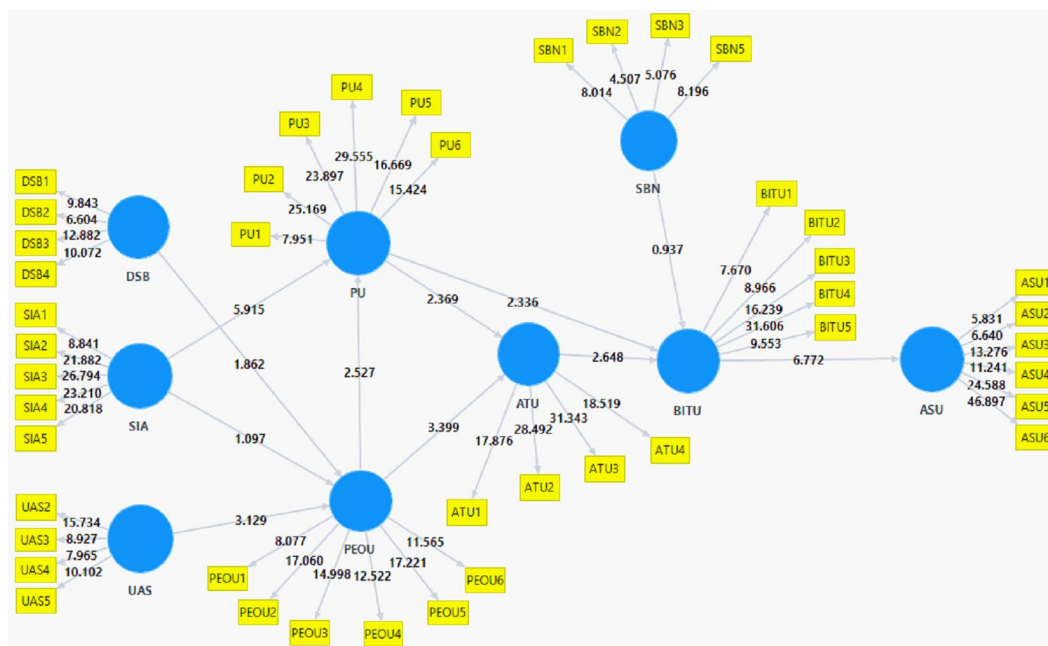 SBN1
SBN2
SBN3
SBN5
8.014
4.507
5.076
8.196
SBN
0.937
PU1
PU2
PU3
PU4
PU5
PU6
7.951
25.169
23.897
29.555
16.669
15.424
PU
DSB1
DSB2
DSB3
DSB4
9.843
6.604
12.882
10.072
DSB
5.915
1.862
2.527
2.369
2.336
SIA1
SIA2
SIA3
SIA4
SIA5
8.841
21.882
26.794
23.210
20.818
SIA
1.097
3.399
UAS2
UAS3
UAS4
UAS5
15.734
8.927
7.965
10.102
UAS
3.129
PEOU
8.077
17.060
14.998
12.522
17.221
11.565
PEOU1
PEOU2
PEOU3
PEOU4
PEOU5
PEOU6
ATU
2.648
17.876
28.492
31.343
18.519
ATU1
ATU2
ATU3
ATU4
BITU1
BITU2
BITU3
BITU4
BITU5
7.670
8.966
16.239
31.606
9.553
BITU
6.772
ASU1
ASU2
ASU3
ASU4
ASU5
ASU6
5.831
6.640
13.276
11.241
24.588
46.897
ASU